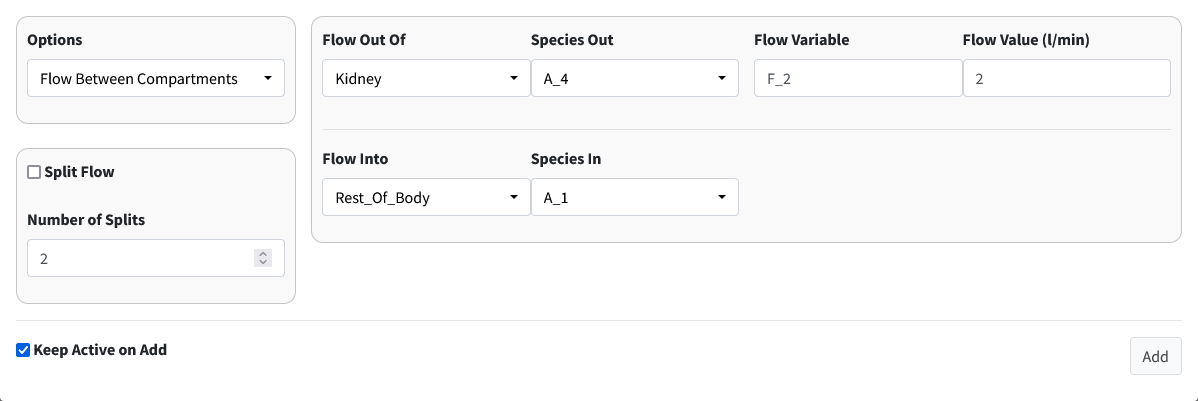 Options
Flow Between Compartments
Split Flow
Number of Splits
2
Flow Out Of Species Out Flow Variable Flow Value (l/min)
Kidney A_4 F_2 2
Flow Into Species In
Rest_Of_Body A_1
Keep Active on Add
Add